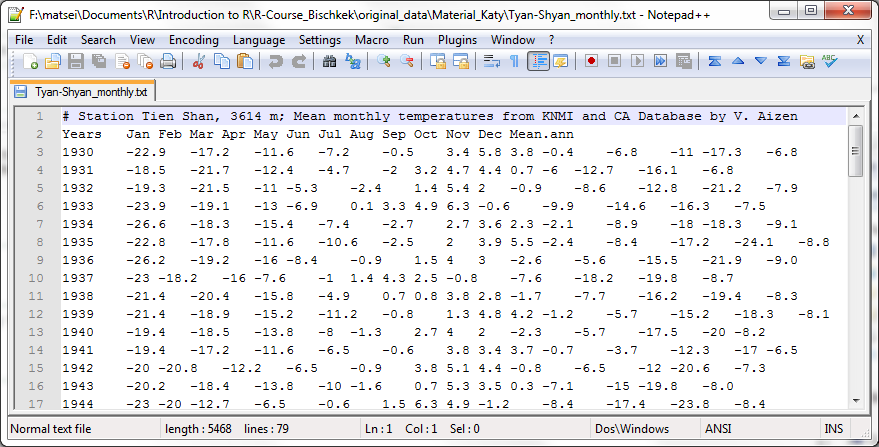 F:\matsei\Documents\R\Introduction to R\R-Course_Bischkek\original_data\Material_Katy\Tyan-Shyan_monthly.txt - Notepad++
File Edit Search View Encoding Language Settings Macro Run Plugins Window ? X
Tyan-Shyan_monthly.txt
1 # Station Tien Shan, 3614 m; Mean monthly temperatures from KNMI and CA Database by V. Aizen
2 Years Jan Feb Mar Apr May Jun Jul Aug Sep Oct Nov Dec Mean.ann
3 1930 -22.9 -17.2 -11.6 -7.2 -0.5 3.4 5.8 3.8 -0.4 -6.8 -11 -17.3 -6.8
4 1931 -18.5 -21.7 -12.4 -4.7 -2 3.2 4.7 4.4 0.7 -6 -12.7 -16.1 -6.8
5 1932 -19.3 -21.5 -11 -5.3 -2.4 1.4 5.4 2 -0.9 -8.6 -12.8 -21.2 -7.9
6 1933 -23.9 -19.1 -13 -6.9 0.1 3.3 4.9 6.3 -0.6 -9.9 -14.6 -16.3 -7.5
7 1934 -26.6 -18.3 -15.4 -7.4 -2.7 2.7 3.6 2.3 -2.1 -8.9 -18 -18.3 -9.1
8 1935 -22.8 -17.8 -11.6 -10.6 -2.5 2 3.9 5.5 -2.4 -8.4 -17.2 -24.1 -8.8
9 1936 -26.2 -19.2 -16 -8.4 -0.9 1.5 4 3 -2.6 -5.6 -15.5 -21.9 -9.0
10 1937 -23 -18.2 -16 -7.6 -1 1.4 4.3 2.5 -0.8 -7.6 -18.2 -19.8 -8.7
11 1938 -21.4 -20.4 -15.8 -4.9 0.7 0.8 3.8 2.8 -1.7 -7.7 -16.2 -19.4 -8.3
12 1939 -21.4 -18.9 -15.2 -11.2 -0.8 1.3 4.8 4.2 -1.2 -5.7 -15.2 -18.3 -8.1
13 1940 -19.4 -18.5 -13.8 -8 -1.3 2.7 4 2 -2.3 -5.7 -17.5 -20 -8.2
14 1941 -19.4 -17.2 -11.6 -6.5 -0.6 3.8 3.4 3.7 -0.7 -3.7 -12.3 -17 -6.5
15 1942 -20 -20.8 -12.2 -6.5 -0.9 3.8 5.1 4.4 -0.8 -6.5 -12 -20.6 -7.3
16 1943 -20.2 -18.4 -13.8 -10 -1.6 0.7 5.3 3.5 0.3 -7.1 -15 -19.8 -8.0
17 1944 -23 -20 -12.7 -6.5 -0.6 1.5 6.3 4.9 -1.2 -8.4 -17.4 -23.8 -8.4
Normal text file length : 5468 lines : 79 Ln : 1 Col : 1 Sel : 0 Dos\Windows ANSI INS